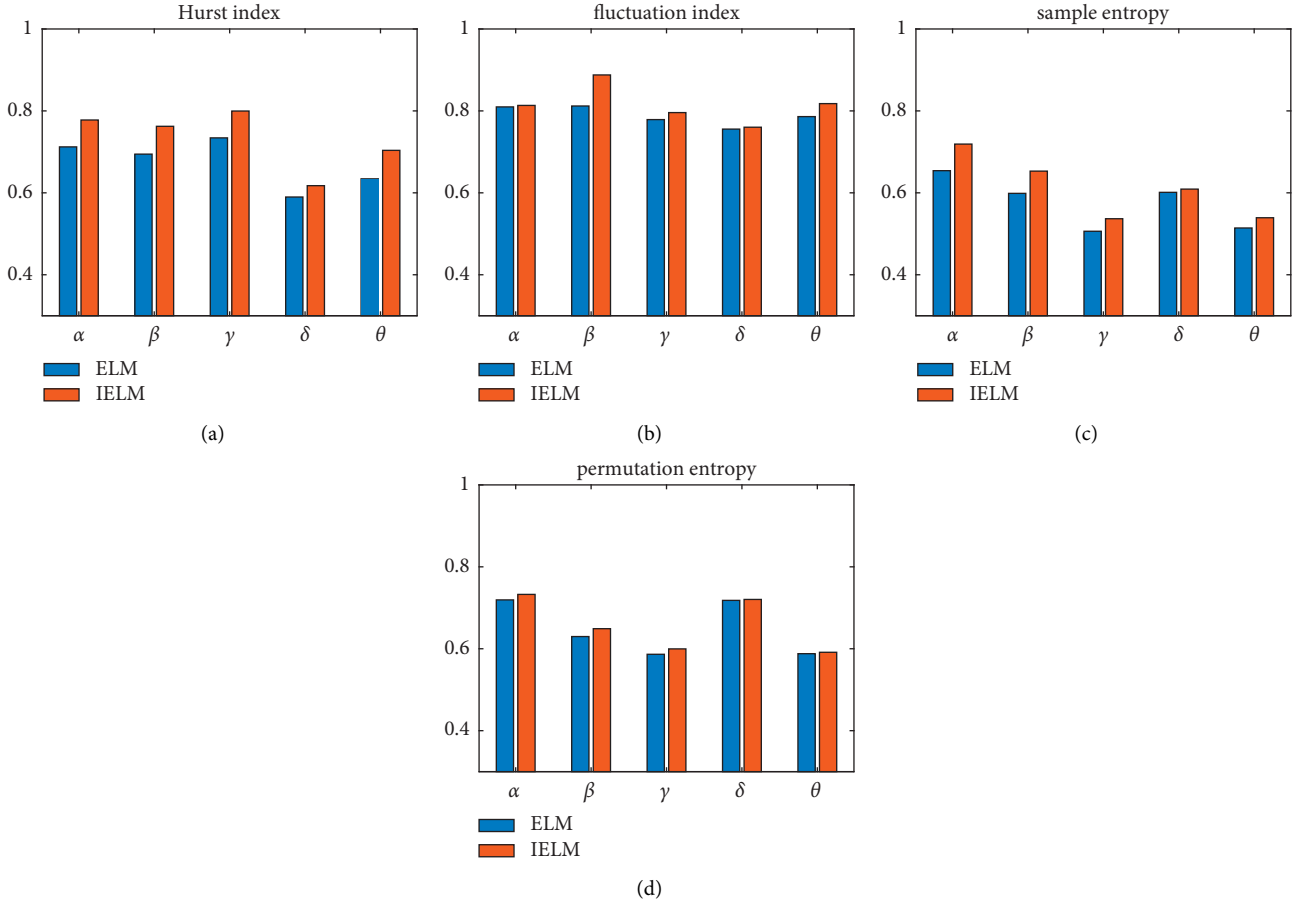 Hurst index
1
0.8
0.6
0.4
α β γ δ θ
ELM
IELM
(a)
fluctuation index
1
0.8
0.6
0.4
α β γ δ θ
ELM
IELM
(b)
sample entropy
1
0.8
0.6
0.4
α β γ δ θ
ELM
IELM
(c)
permutation entropy
1
0.8
0.6
0.4
α β γ δ θ
ELM
IELM
(d)